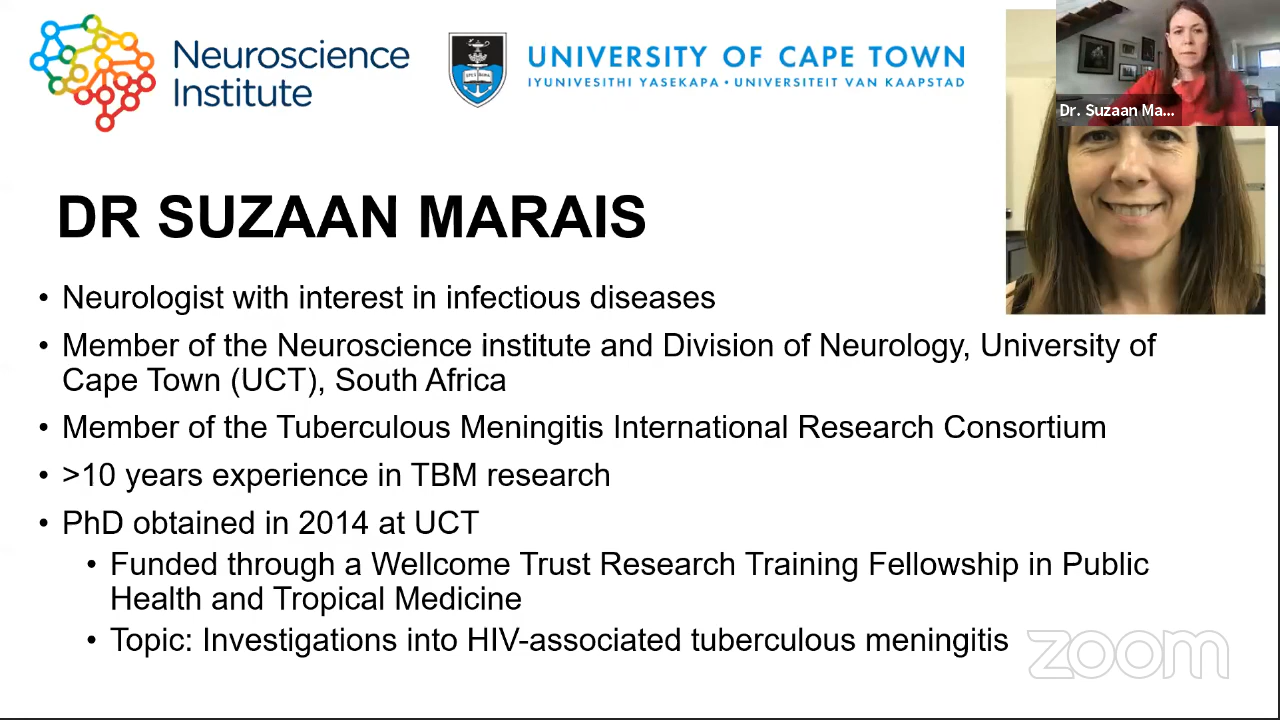 Neuroscience
Institute
UNIVERSITY OF CAPE TOWN
IYUNIVESITHI YASEKAPA • UNIVERSITEIT VAN KAAPSTAD
Dr. Suzaan Ma...
DR SUZAAN MARAIS
• Neurologist with interest in infectious diseases
• Member of the Neuroscience institute and Division of Neurology, University of
Cape Town (UCT), South Africa
• Member of the Tuberculous Meningitis International Research Consortium
• >10 years experience in TBM research
• PhD obtained in 2014 at UCT
• Funded through a Wellcome Trust Research Training Fellowship in Public
Health and Tropical Medicine
• Topic: Investigations into HIV-associated tuberculous meningitis
zoom